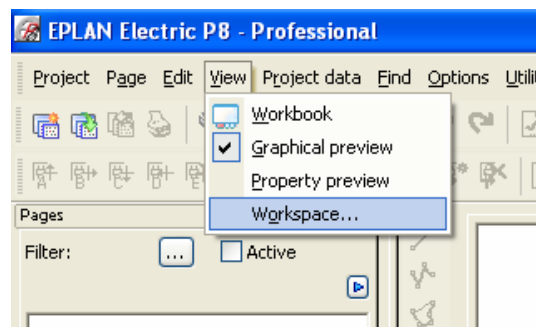 EPLAN Electric P8 - Professional
Project Page Edit View Project data Find Options
Workbook
Graphical preview
Property preview
Workspace...
Pages
Filter: ... Active